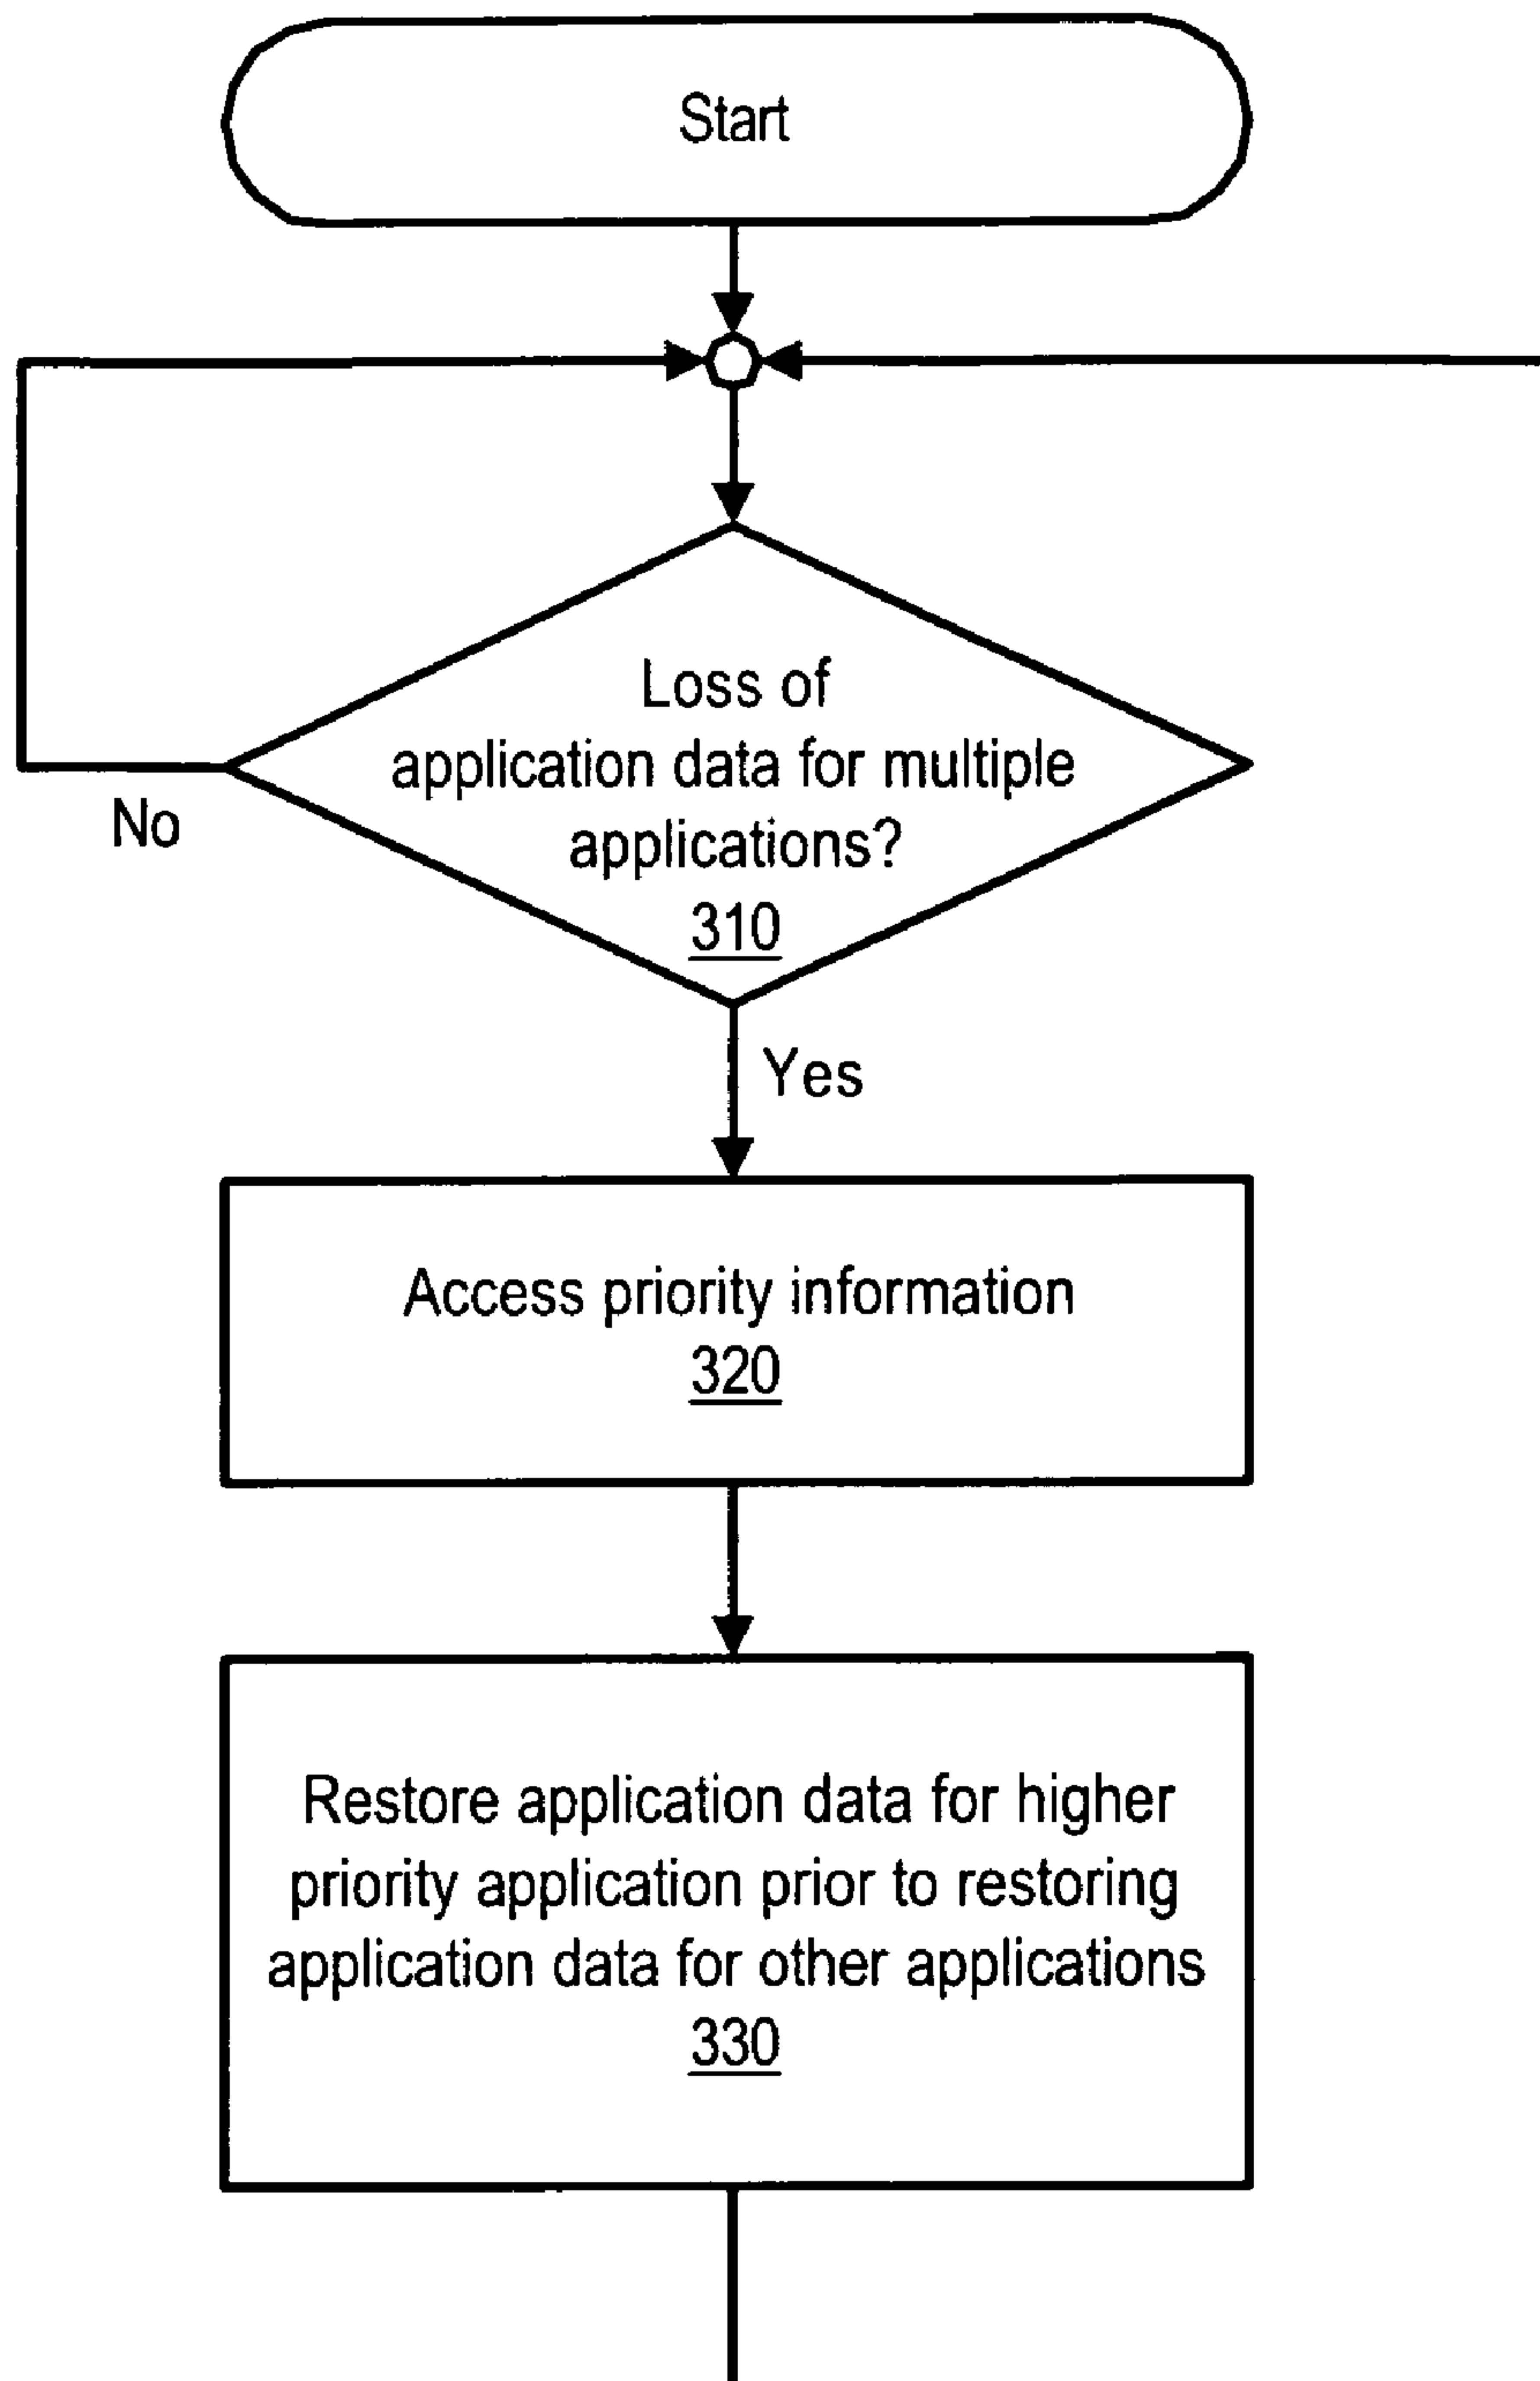 Start
Loss of
application data for multiple
applications?
310
No
Yes
Access priority information
320
Restore application data for higher
priority application prior to restoring
application data for other applications
330